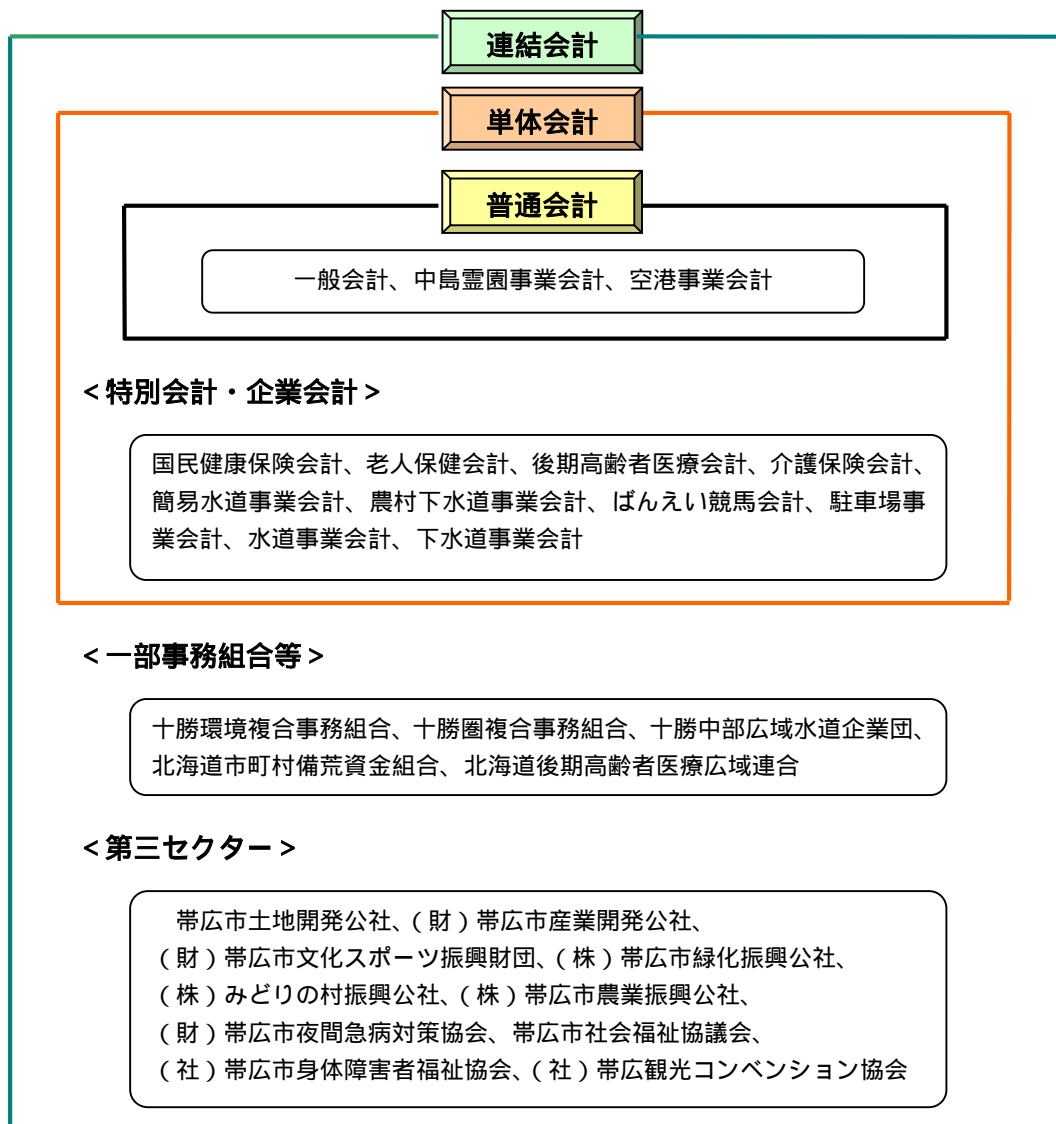 連結会計
単体会計
普通会計
一般会計、中島霊園事業会計、空港事業会計
<特別会計・企業会計>
国民健康保険会計、老人保健会計、後期高齢者医療会計、介護保険会計、
簡易水道事業会計、農村下水道事業会計、ばんえい競馬会計、駐車場事
業会計、水道事業会計、下水道事業会計
<一部事務組合等>
十勝環境複合事務組合、十勝圏複合事務組合、十勝中部広域水道企業団、
北海道市町村備荒資金組合、北海道後期高齢者医療広域連合
<第三セクター>
帯広市土地開発公社、(財)帯広市産業開発公社、
(財)帯広市文化スポーツ振興財団、(株)帯広市緑化振興公社、
(株)みどりの村振興公社、(株)帯広市農業振興公社、
(財)帯広市夜間急病対策協会、帯広市社会福祉協議会、
(社)帯広市身体障害者福祉協会、(社)帯広観光コンベンション協会